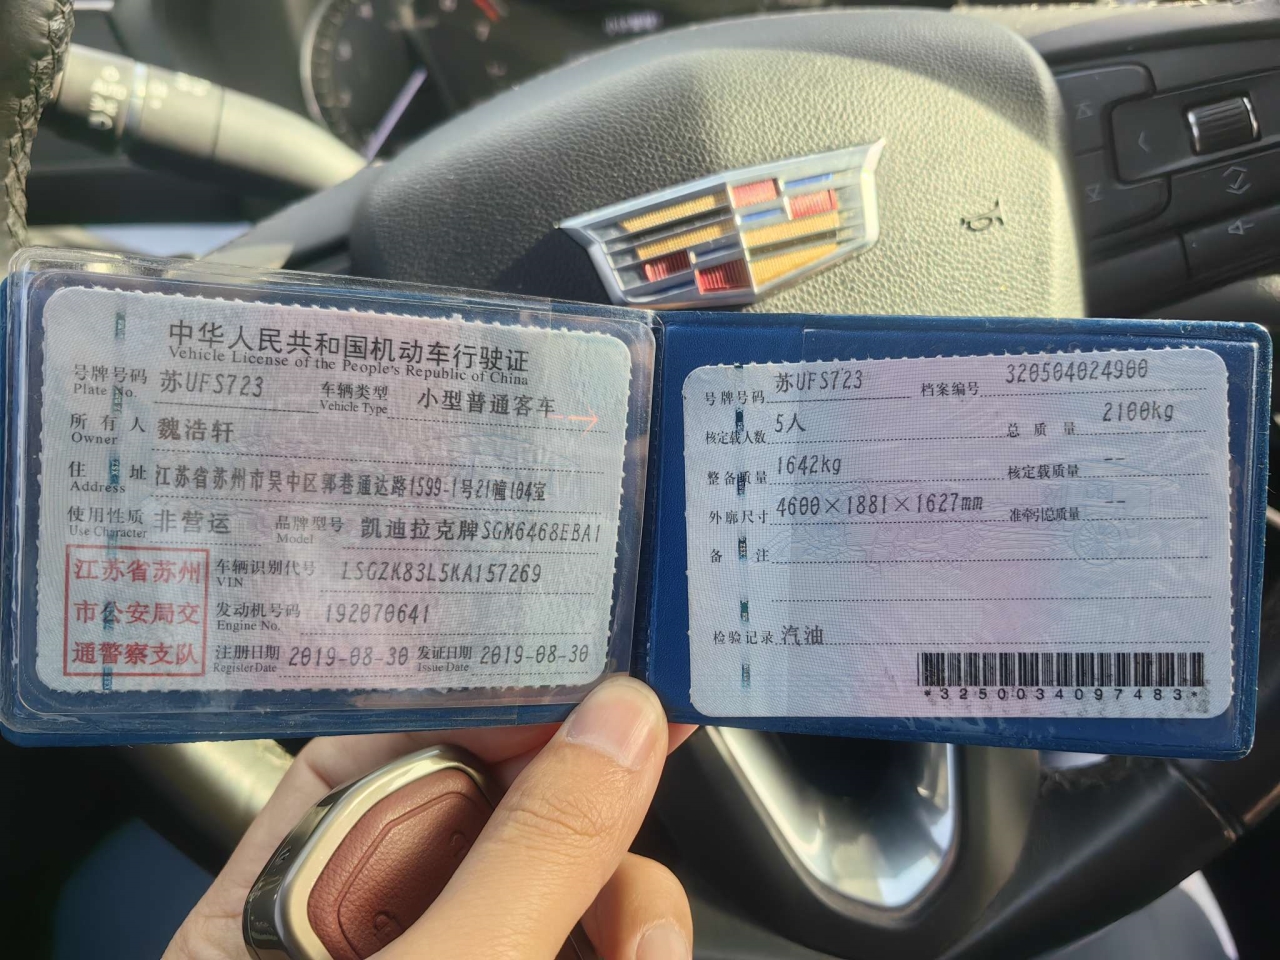 中华人民共和国机动车行驶证
Vehicle License of the People's Republic of China
号牌号码 苏UFS723 车辆类型 小型普通客车
Plate No. Vehicle Type
所有人 魏浩轩
Owner
住址 江苏省苏州市吴中区郭巷通达路1599-1号21幢104室
Address
使用性质 非营运 品牌型号 凯迪拉克牌SGM6468EBA1
Use Character Model
江苏省苏州
市公安局交
通警察支队
车辆识别代号 LSGZK83L5KA157269
VIN
发动机号码 192070641
Engine No.
注册日期 2019-08-30 发证日期 2019-08-30
Register Date Issue Date
号牌号码 苏UFS723 档案编号 320504024900
核定载人数 5人 总质量 2100kg
整备质量 1642kg 核定载质量 --
外廓尺寸 4600×1881×1627mm 准牵引总质量 --
备注
检验记录 汽油
*3250034097483*